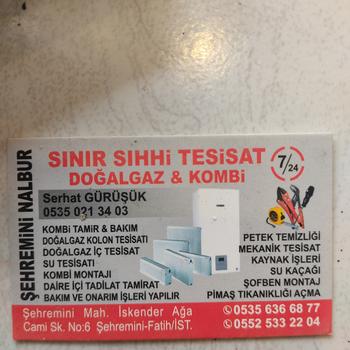 ŞEHREMİNİ NALBUR
SINIR SIHHi TESiSAT
7/24
DOĞALGAZ & KOMBi
Serhat GÜRÜŞÜK
0535 021 34 03
KOMBİ TAMiR & BAKIM
DOĞALGAZ KOLON TESİSATI
DOĞALGAZ İÇ TESİSAT
SU TESİSATI
KOMBİ MONTAJI
DAİRE İÇİ TADİLAT TAMİRAT
BAKIM VE ONARIM İŞLERİ YAPILIR
PETEK TEMİZLİĞİ
MEKANİK TESİSAT
KAYNAK İŞLERİ
SU KAÇAĞI
ŞOFBEN MONTAJ
PİMAŞ TIKANIKLIĞI AÇMA
Şehremini Mah. İskender Ağa
Cami Sk. No:6 Şehremini-Fatih/İST.
0535 636 68 77
0552 533 22 04